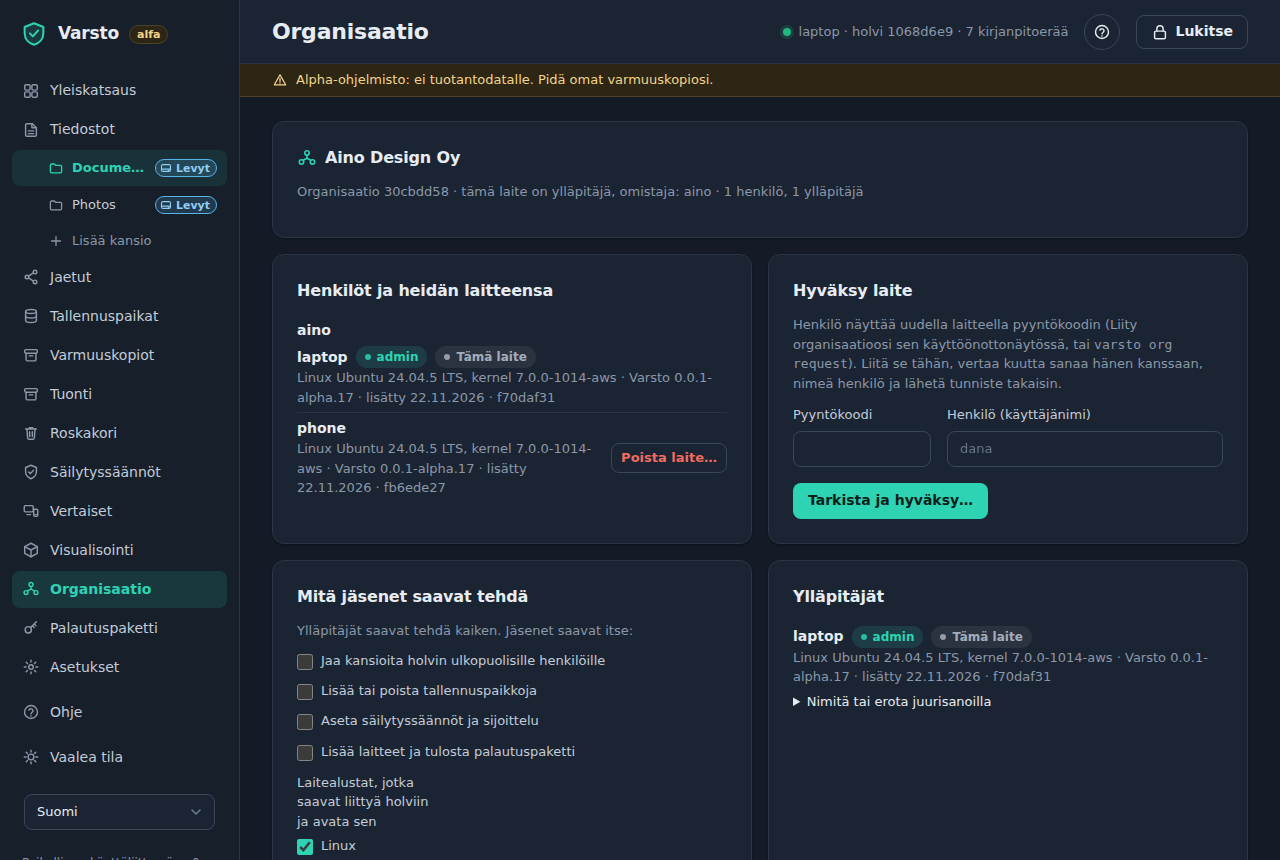 Varsto alfa
Yleiskatsaus
Tiedostot
Docume… Levyt
Photos Levyt
Lisää kansio
Jaetut
Tallennuspaikat
Varmuuskopiot
Tuonti
Roskakori
Säilytyssäännöt
Vertaiset
Visualisointi
Organisaatio
Palautuspaketti
Asetukset
Ohje
Vaalea tila
Suomi
Organisaatio
laptop · holvi 1068d6e9 · 7 kirjanpitoerää
Lukitse
Alpha-ohjelmisto: ei tuotantodatalle. Pidä omat varmuuskopiosi.
Aino Design Oy
Organisaatio 30cbdd58 · tämä laite on ylläpitäjä, omistaja: aino · 1 henkilö, 1 ylläpitäjä
Henkilöt ja heidän laitteensa
aino
laptop admin Tämä laite
Linux Ubuntu 24.04.5 LTS, kernel 7.0.0-1014-aws · Varsto 0.0.1-
alpha.17 · lisätty 22.11.2026 · f70daf31
phone
Linux Ubuntu 24.04.5 LTS, kernel 7.0.0-1014-
aws · Varsto 0.0.1-alpha.17 · lisätty
22.11.2026 · fb6ede27
Poista laite…
Hyväksy laite
Henkilö näyttää uudella laitteella pyyntökoodin (Liity
organisaatioosi sen käyttöönottonäytössä, tai varsto org
request). Liitä se tähän, vertaa kuutta sanaa hänen kanssaan,
nimeä henkilö ja lähetä tunniste takaisin.
Pyyntökoodi
Henkilö (käyttäjänimi)
dana
Tarkista ja hyväksy…
Mitä jäsenet saavat tehdä
Ylläpitäjät saavat tehdä kaiken. Jäsenet saavat itse:
Jaa kansioita holvin ulkopuolisille henkilöille
Lisää tai poista tallennuspaikkoja
Aseta säilytyssäännöt ja sijoittelu
Lisää laitteet ja tulosta palautuspaketti
Laitealustat, jotka
saavat liittyä holviin
ja avata sen
Linux
Ylläpitäjät
laptop admin Tämä laite
Linux Ubuntu 24.04.5 LTS, kernel 7.0.0-1014-aws · Varsto 0.0.1-
alpha.17 · lisätty 22.11.2026 · f70daf31
Nimitä tai erota juurisanoilla